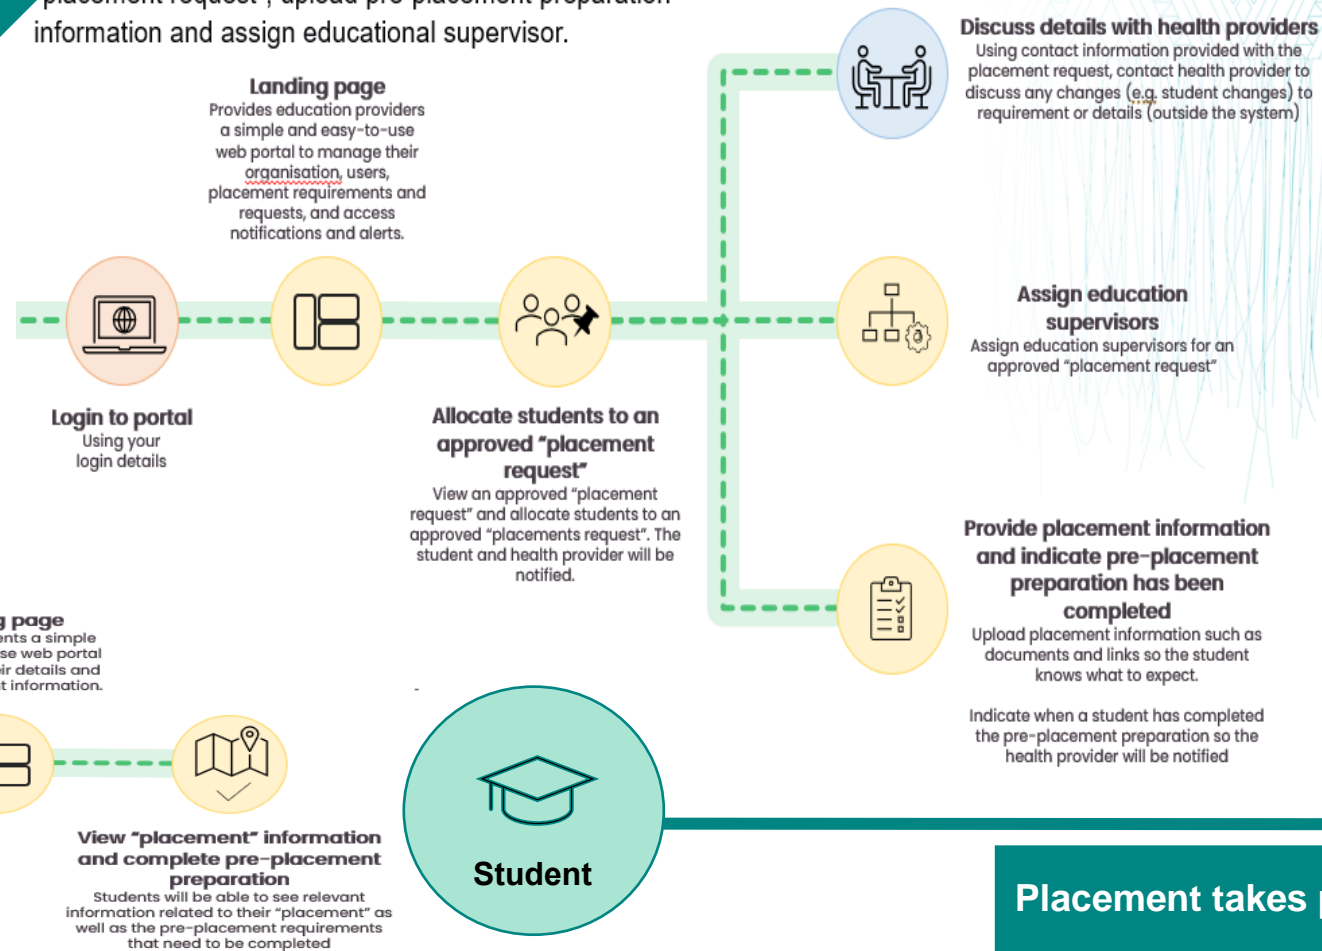 placement request", upload pre-placement preparation
information and assign educational supervisor.
Landing page
Provides education providers
a simple and easy-to-use
web portal to manage their
organisation, users,
placement requirements and
requests, and access
notifications and alerts.
Discuss details with health providers
Using contact information provided with the
placement request, contact health provider to
discuss any changes (e.g. student changes) to
requirement or details (outside the system)
Login to portal
Using your
login details
Allocate students to an
approved "placement
request"
View an approved "placement
request" and allocate students to an
approved "placements request". The
student and health provider will be
notified.
Assign education
supervisors
Assign education supervisors for an
approved "placement request"
Provide placement information
and indicate pre-placement
preparation has been
completed
Upload placement information such as
documents and links so the student
knows what to expect.
Indicate when a student has completed
the pre-placement preparation so the
health provider will be notified
page
a simple
web portal
details and
information.
View "placement" information
and complete pre-placement
preparation
Students will be able to see relevant
information related to their "placement" as
well as the pre-placement requirements
that need to be completed
Student
Placement takes